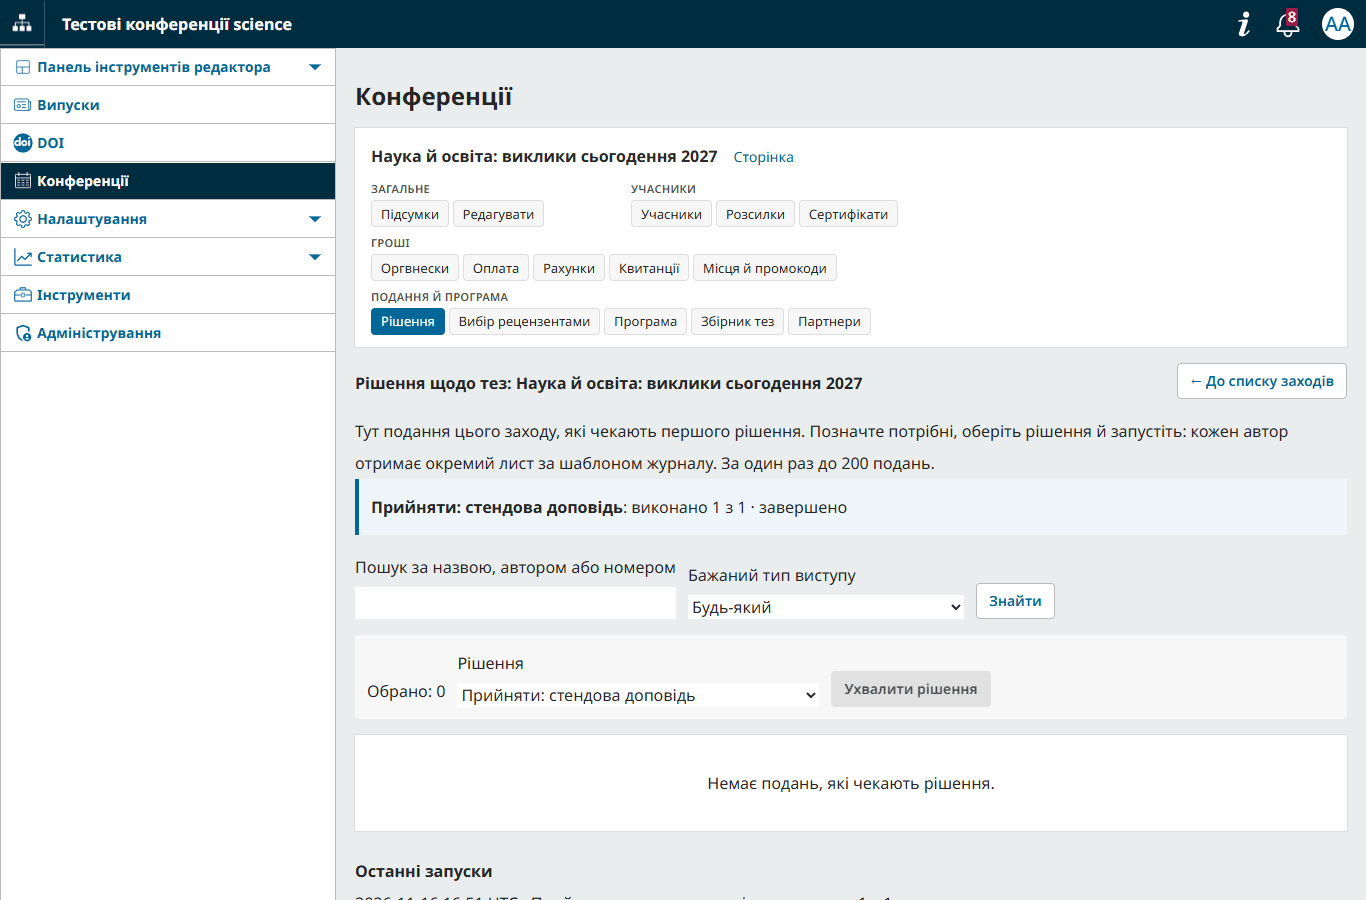 Тестові конференції science
8
AA
Панель інструментів редактора
Випуски
doi DOI
Конференції
Налаштування
Статистика
Інструменти
Адміністрування
Конференції
Наука й освіта: виклики сьогодення 2027 Сторінка
ЗАГАЛЬНЕ УЧАСНИКИ
Підсумки Редагувати Учасники Розсилки Сертифікати
ГРОШІ
Оргвнески Оплата Рахунки Квитанції Місця й промокоди
ПОДАННЯ Й ПРОГРАМА
Рішення Вибір рецензентами Програма Збірник тез Партнери
Рішення щодо тез: Наука й освіта: виклики сьогодення 2027
← До списку заходів
Тут подання цього заходу, які чекають першого рішення. Позначте потрібні, оберіть рішення й запустіть: кожен автор
отримає окремий лист за шаблоном журналу. За один раз до 200 подань.
Прийняти: стендова доповідь: виконано 1 з 1 · завершено
Пошук за назвою, автором або номером
Бажаний тип виступу
Будь-який
Знайти
Рішення
Обрано: 0
Прийняти: стендова доповідь
Ухвалити рішення
Немає подань, які чекають рішення.
Останні запуски